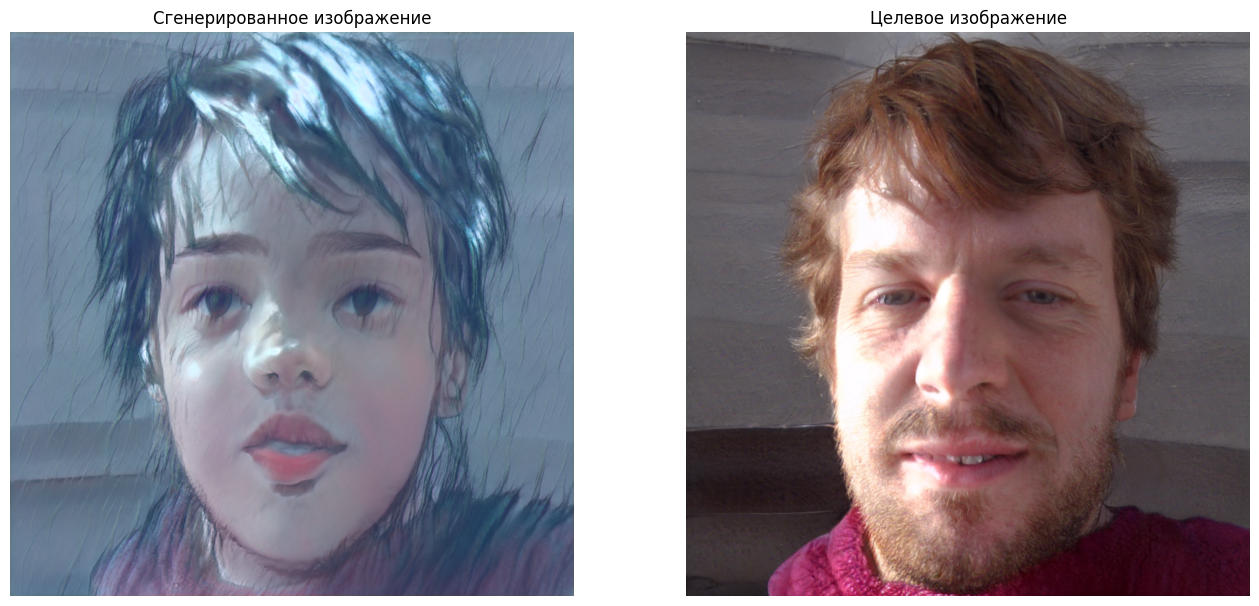 Сгенерированное изображение
Целевое изображение